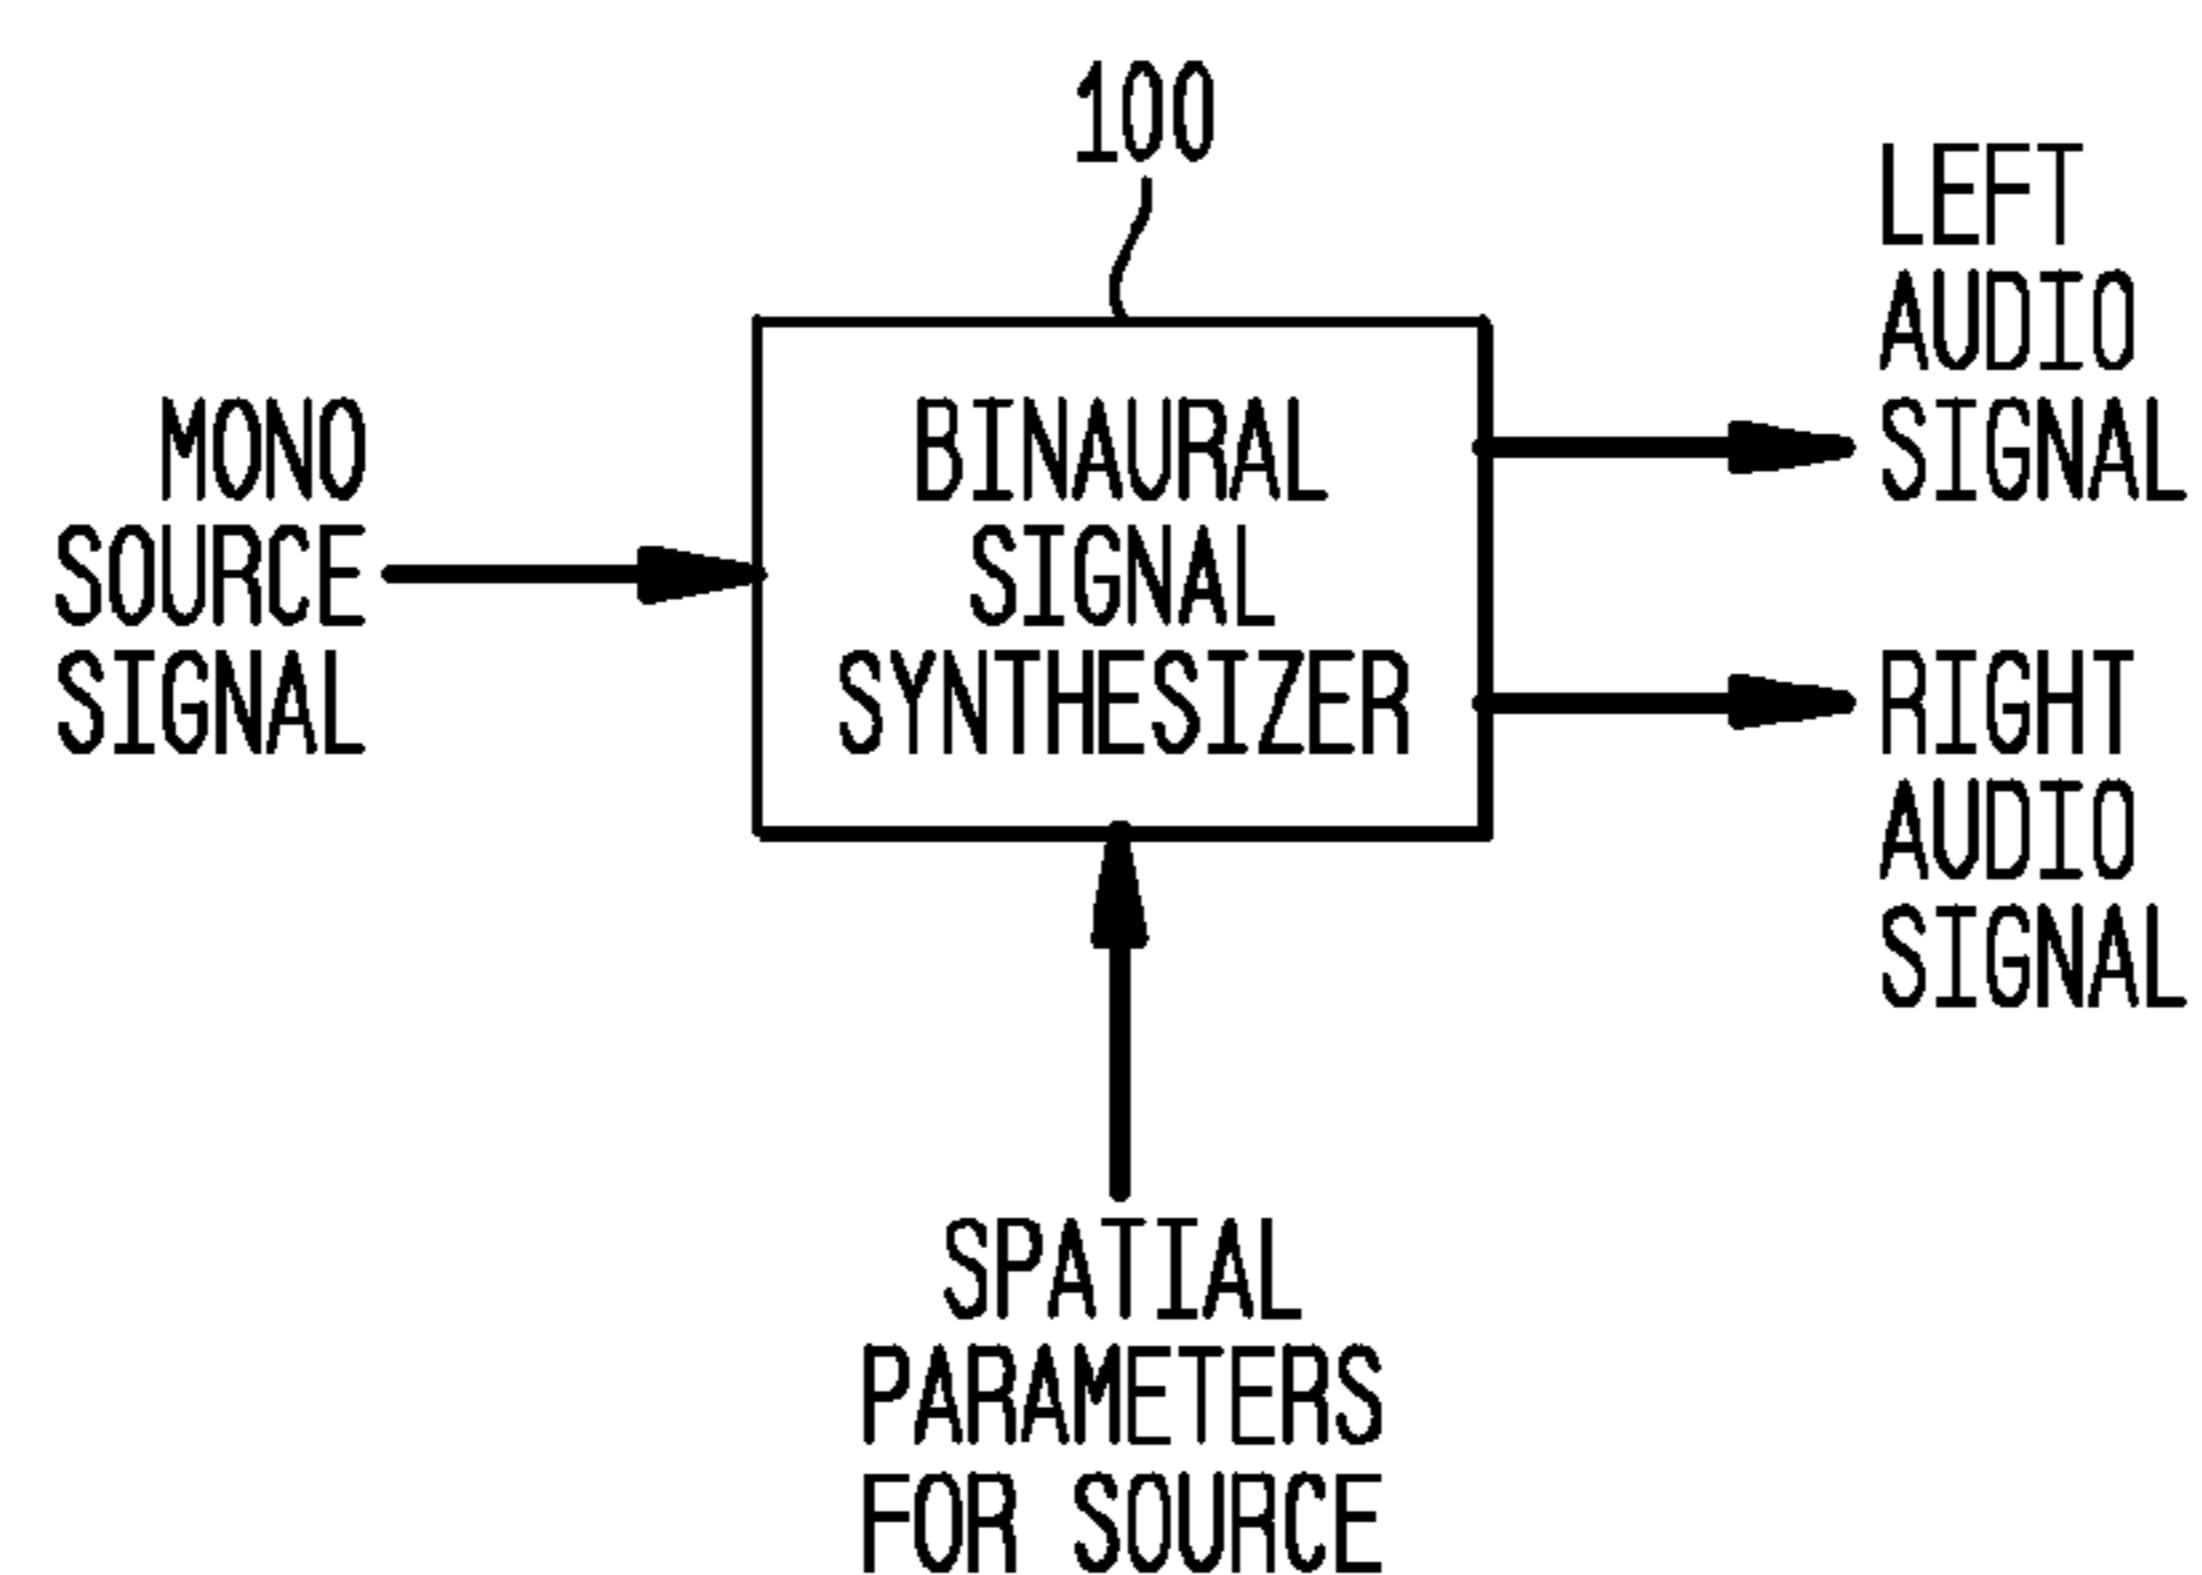 100
MONO
SOURCE
SIGNAL
BINAURAL
SIGNAL
SYNTHESIZER
LEFT
AUDIO
SIGNAL
RIGHT
AUDIO
SIGNAL
SPATIAL
PARAMETERS
FOR SOURCE